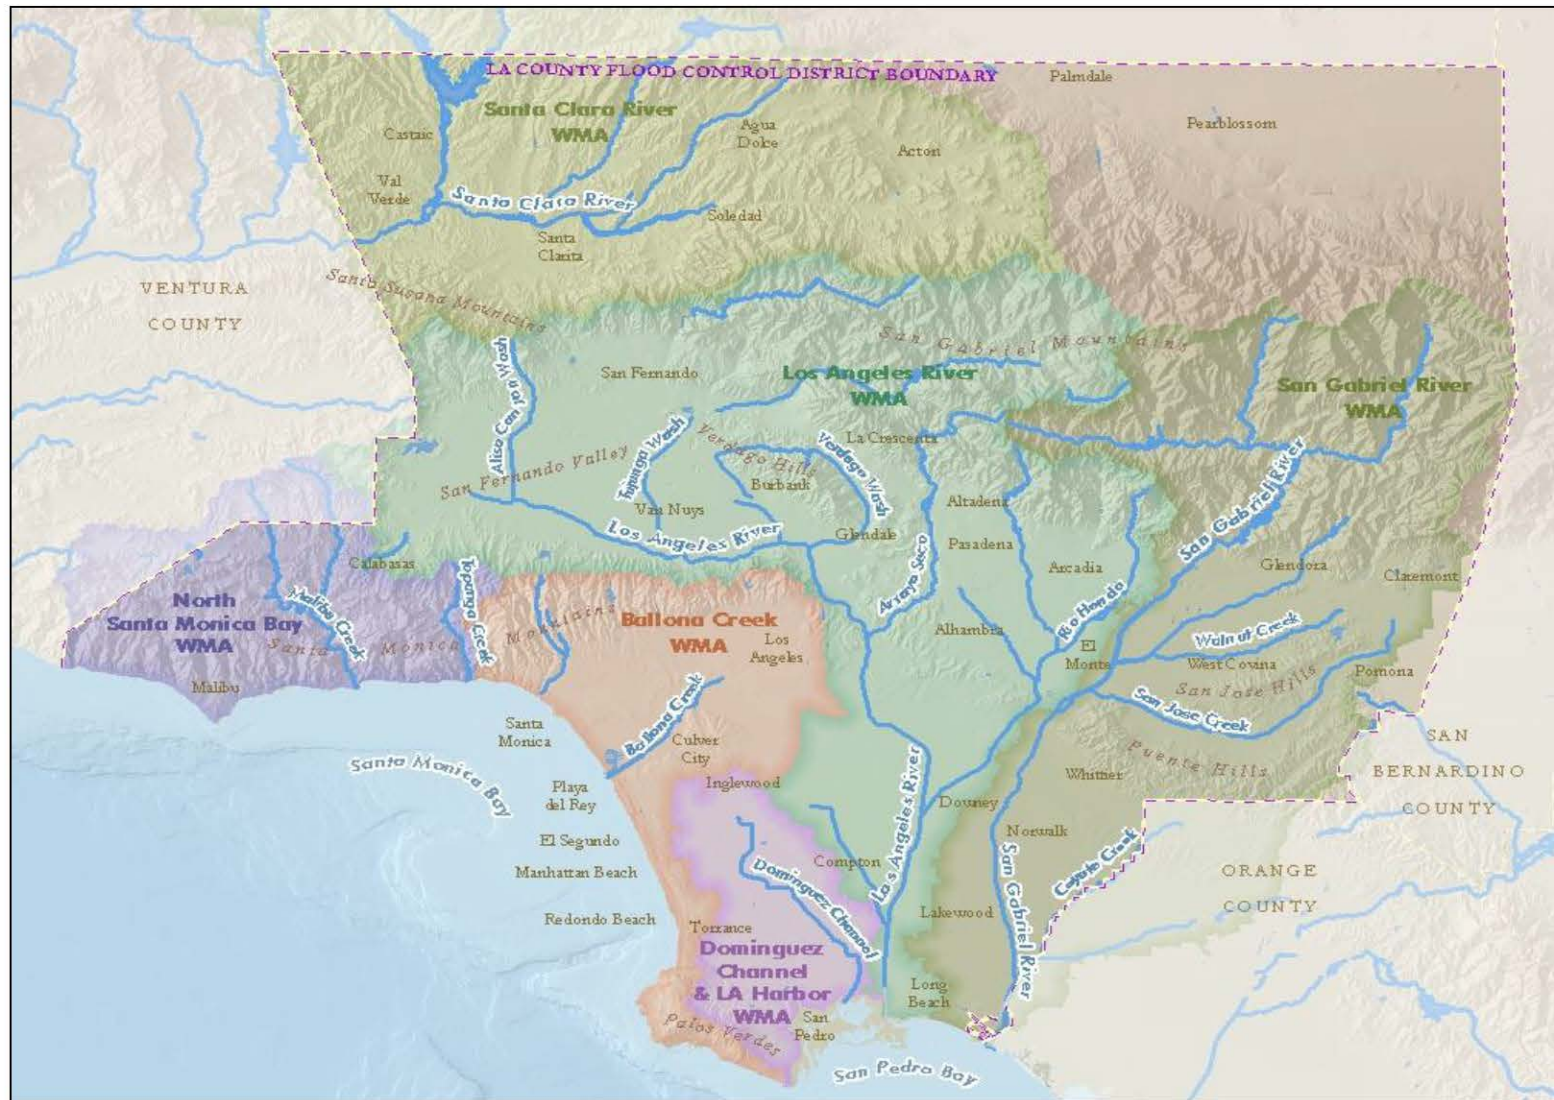 LA COUNTY FLOOD CONTROL DISTRICT BOUNDARY
Palmdale
Pearblossom
Santa Clara River
WMA
Castaic
Agua
Dolce
Acton
Val
Verde
Santa Clara River
Soledad
Santa
Clarita
VENTURA
COUNTY
Santa Susana Mountains
San Gabriel Mountains
Aliso Canyon Wash
San Fernando
Los Angeles River
WMA
San Gabriel River
WMA
La Crescenta
Tujunga Wash
Verdugo Hills
Verdugo Wash
San Fernando Valley
Burbank
Van Nuys
Los Angeles River
Glendale
Altadena
Pasadena
Arroyo Seco
Arcadia
San Gabriel River
Glendora
Claremont
Calabasas
Topanga Creek
North
Santa Monica Bay
WMA
Malibu Creek
Santa Monica Mountains
Malibu
Ballona Creek
WMA
Los
Angeles
Alhambra
Rio Hondo
El
Monte
Walnut Creek
West Covina
San Jose Hills
Pomona
San Jose Creek
Puente Hills
Whittier
SAN
BERNARDINO
COUNTY
Santa
Monica
Santa Monica Bay
Ballona Creek
Culver
City
Inglewood
Playa
del Rey
El Segundo
Manhattan Beach
Redondo Beach
Los Angeles River
Downey
Norwalk
Compton
Dominguez Channel
Coyote Creek
ORANGE
COUNTY
Lakewood
San Gabriel River
Torrance
Dominguez
Channel
& LA Harbor
WMA
Long
Beach
San
Pedro
Palos Verdes
San Pedro Bay